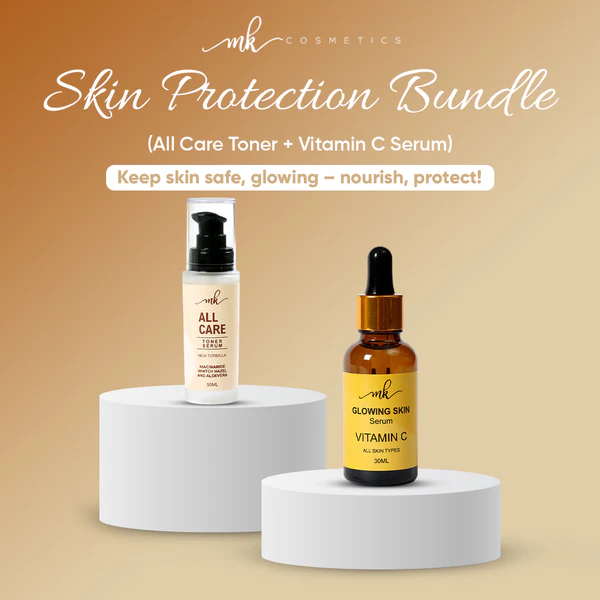 mk COSMETICS
Skin Protection Bundle
(All Care Toner + Vitamin C Serum)
Keep skin safe, glowing – nourish, protect!
mk
ALL
CARE
TONER
SERUM
NEW FORMULA
NIACINAMIDE
WHITCH HAZEL
AND ALOEVERA
50ML
mk
GLOWING SKIN
Serum
VITAMIN C
ALL SKIN TYPES
30ML